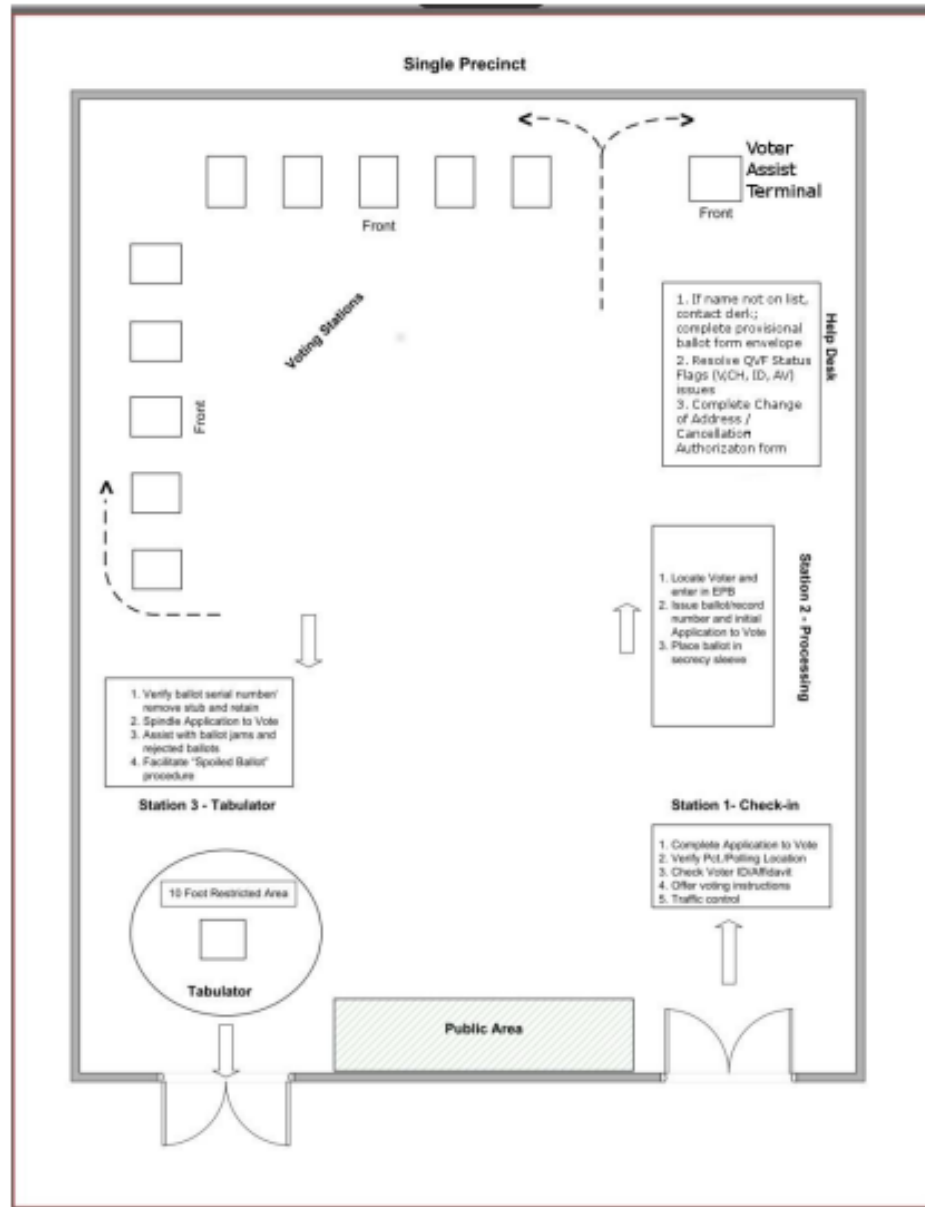 Single Precinct
Voter
Assist
Terminal
Front
Front
Voting Stations
Front
1. If name not on list,
contact clerk;
complete provisional
ballot form envelope
2. Resolve QVF Status
Flags (V,CH, ID, AV)
issues
3. Complete Change
of Address /
Cancellation
Authorizaton form
Help Desk
1. Locate Voter and
enter in EPB
2. Issue ballot/record
number and initial
Application to Vote
3. Place ballot in
secrecy sleeve
Station 2 - Processing
1. Verify ballot serial number/
remove stub and retain
2. Spindle Application to Vote
3. Assist with ballot jams and
rejected ballots
4. Facilitate "Spoiled Ballot"
procedure
Station 3 - Tabulator
Station 1- Check-in
1. Complete Application to Vote
2. Verify Pct./Polling Location
3. Check Voter ID/Affidavit
4. Offer voting instructions
5. Traffic control
10 Foot Restricted Area
Tabulator
Public Area